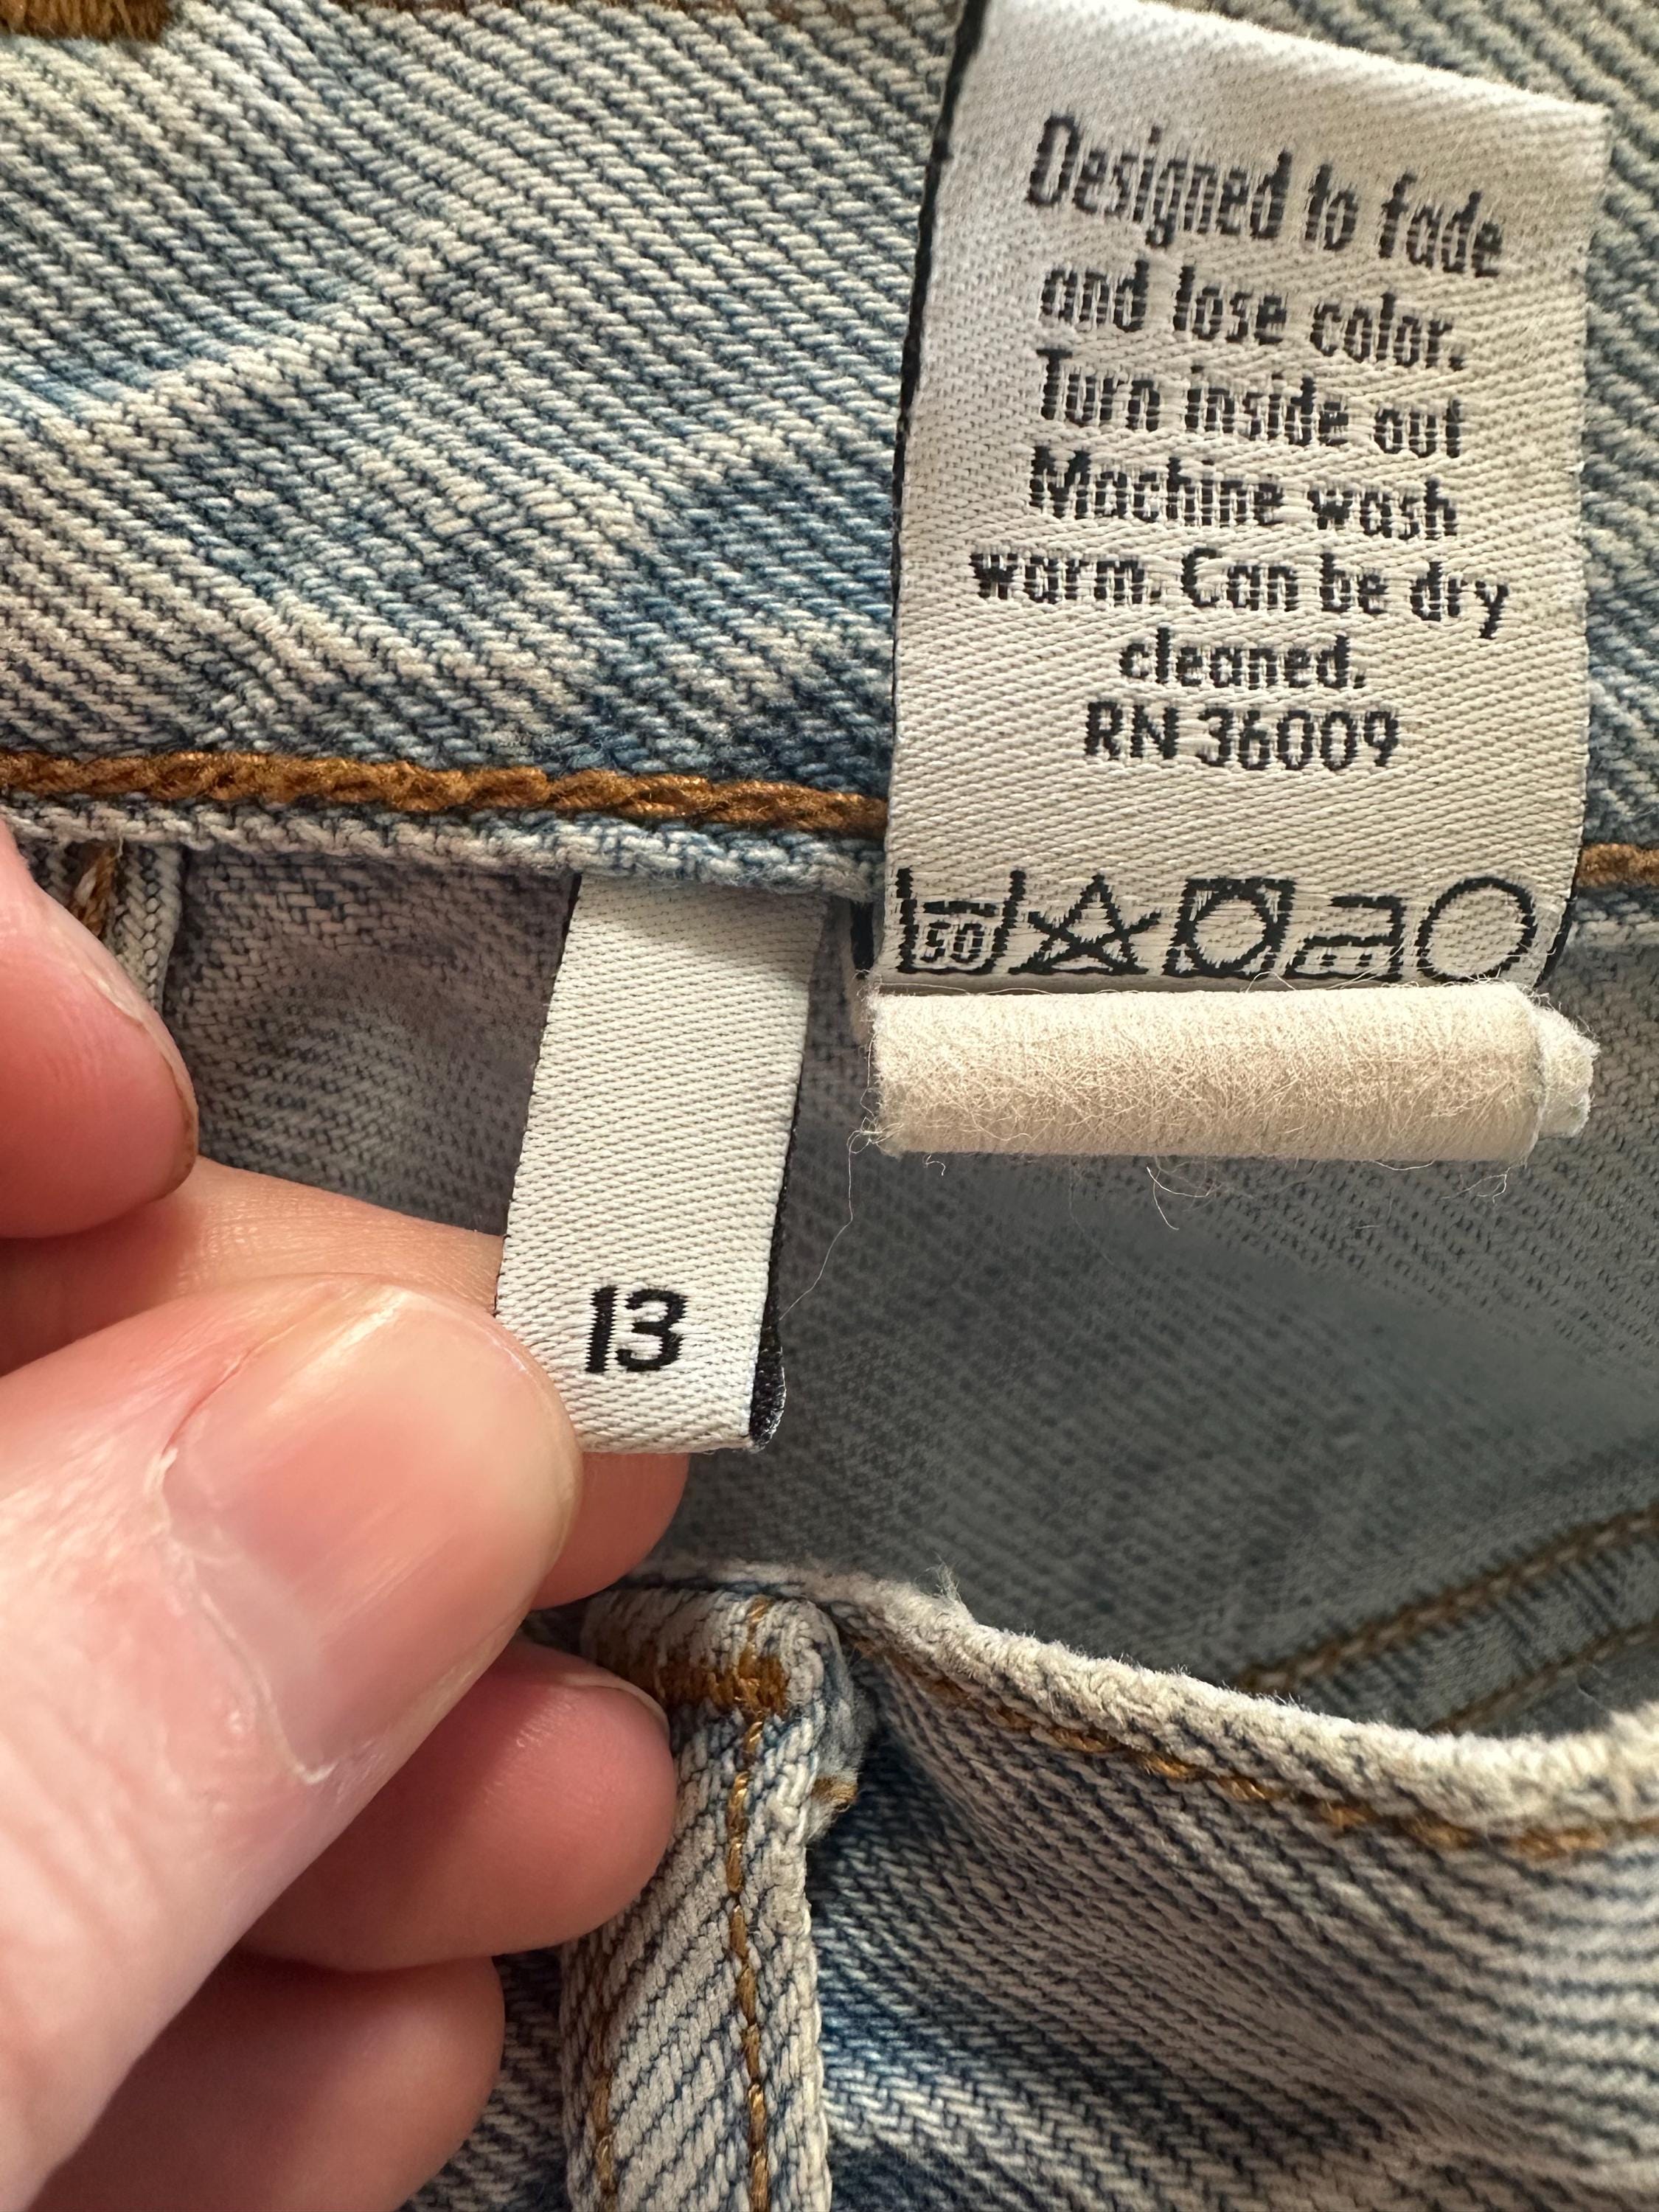 Designed to fade
and lose color.
Turn inside out
Machine wash
warm. Can be dry
cleaned.
RN 36009
50
13